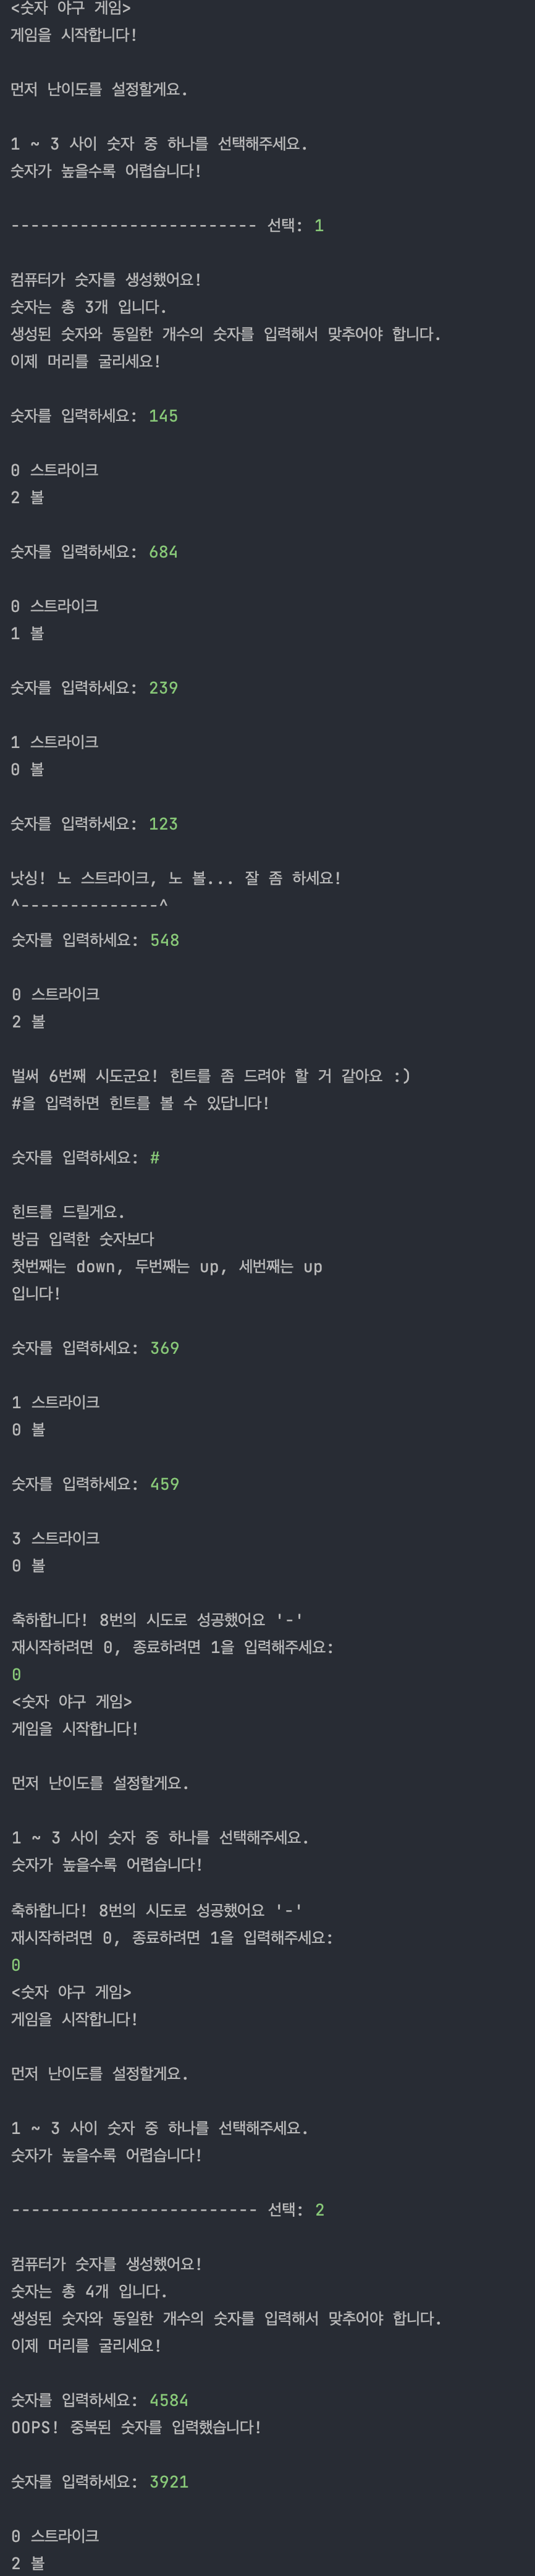 <숫자 야구 게임>
게임을 시작합니다!
먼저 난이도를 설정할게요.
1 ~ 3 사이 숫자 중 하나를 선택해주세요.
숫자가 높을수록 어렵습니다!
------------------------- 선택: 1
컴퓨터가 숫자를 생성했어요!
숫자는 총 3개 입니다.
생성된 숫자와 동일한 개수의 숫자를 입력해서 맞추어야 합니다.
이제 머리를 굴리세요!
숫자를 입력하세요: 145
0 스트라이크
2 볼
숫자를 입력하세요: 684
0 스트라이크
1 볼
숫자를 입력하세요: 239
1 스트라이크
0 볼
숫자를 입력하세요: 123
낫싱! 노 스트라이크, 노 볼... 잘 좀 하세요!
^--------------^
숫자를 입력하세요: 548
0 스트라이크
2 볼
벌써 6번째 시도군요! 힌트를 좀 드려야 할 거 같아요 :)
#을 입력하면 힌트를 볼 수 있답니다!
숫자를 입력하세요: #
힌트를 드릴게요.
방금 입력한 숫자보다
첫번째는 down, 두번째는 up, 세번째는 up
입니다!
숫자를 입력하세요: 369
1 스트라이크
0 볼
숫자를 입력하세요: 459
3 스트라이크
0 볼
축하합니다! 8번의 시도로 성공했어요 '-'
재시작하려면 0, 종료하려면 1을 입력해주세요:
0
<숫자 야구 게임>
게임을 시작합니다!
먼저 난이도를 설정할게요.
1 ~ 3 사이 숫자 중 하나를 선택해주세요.
숫자가 높을수록 어렵습니다!
축하합니다! 8번의 시도로 성공했어요 '-'
재시작하려면 0, 종료하려면 1을 입력해주세요:
0
<숫자 야구 게임>
게임을 시작합니다!
먼저 난이도를 설정할게요.
1 ~ 3 사이 숫자 중 하나를 선택해주세요.
숫자가 높을수록 어렵습니다!
------------------------- 선택: 2
컴퓨터가 숫자를 생성했어요!
숫자는 총 4개 입니다.
생성된 숫자와 동일한 개수의 숫자를 입력해서 맞추어야 합니다.
이제 머리를 굴리세요!
숫자를 입력하세요: 4584
OOPS! 중복된 숫자를 입력했습니다!
숫자를 입력하세요: 3921
0 스트라이크
2 볼